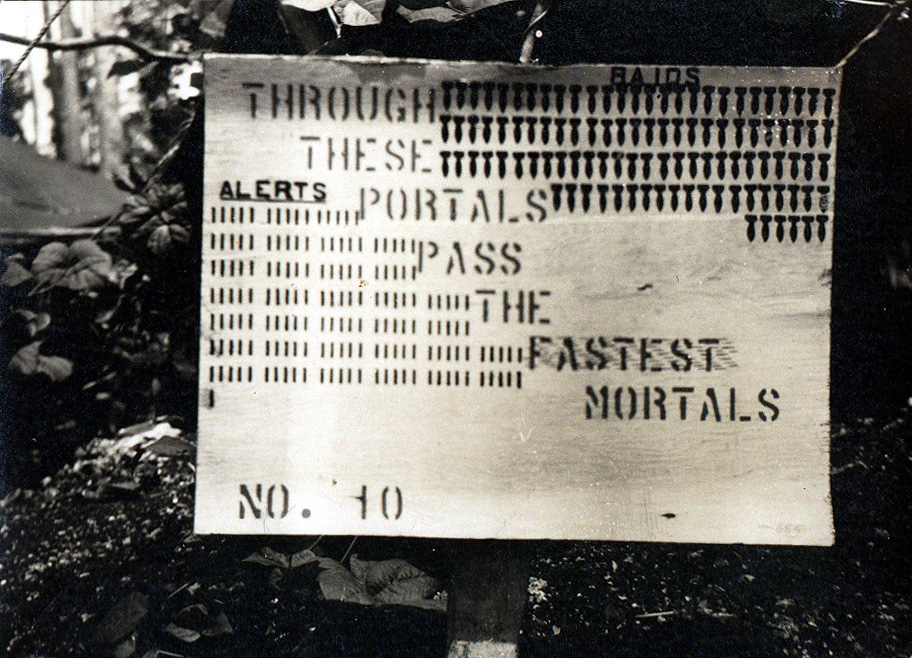 RAIDS
THROUGH
THESE
ALERTS
PORTALS
PASS
THE
FASTEST
MORTALS
NO. 10